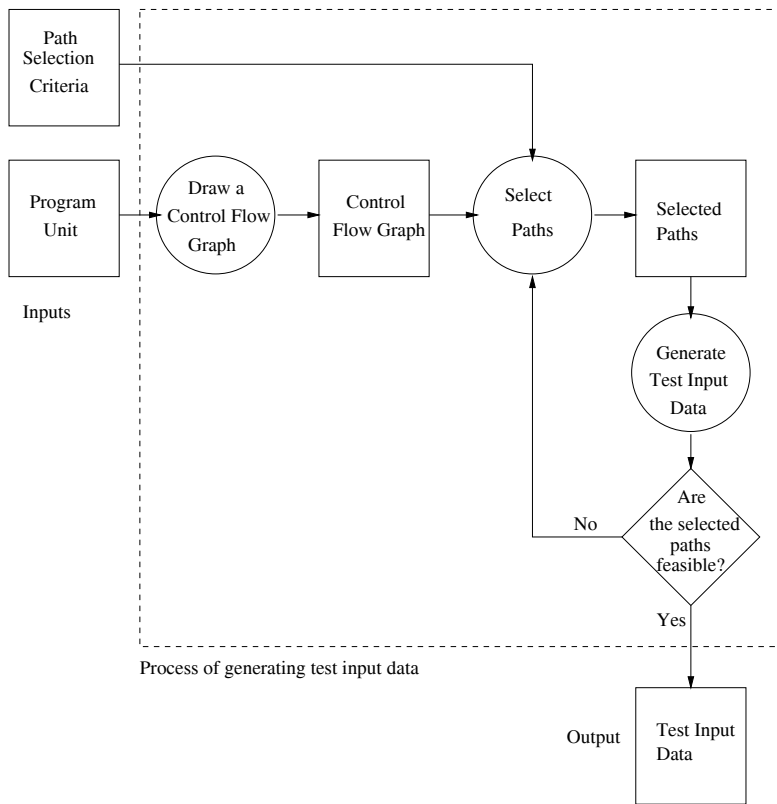 Path
Selection
Criteria
Program
Unit
Inputs
Draw a
Control Flow
Graph
Control
Flow Graph
Select
Paths
Selected
Paths
Generate
Test Input
Data
Are
the selected
paths
feasible?
No
Yes
Process of generating test input data
Output
Test Input
Data